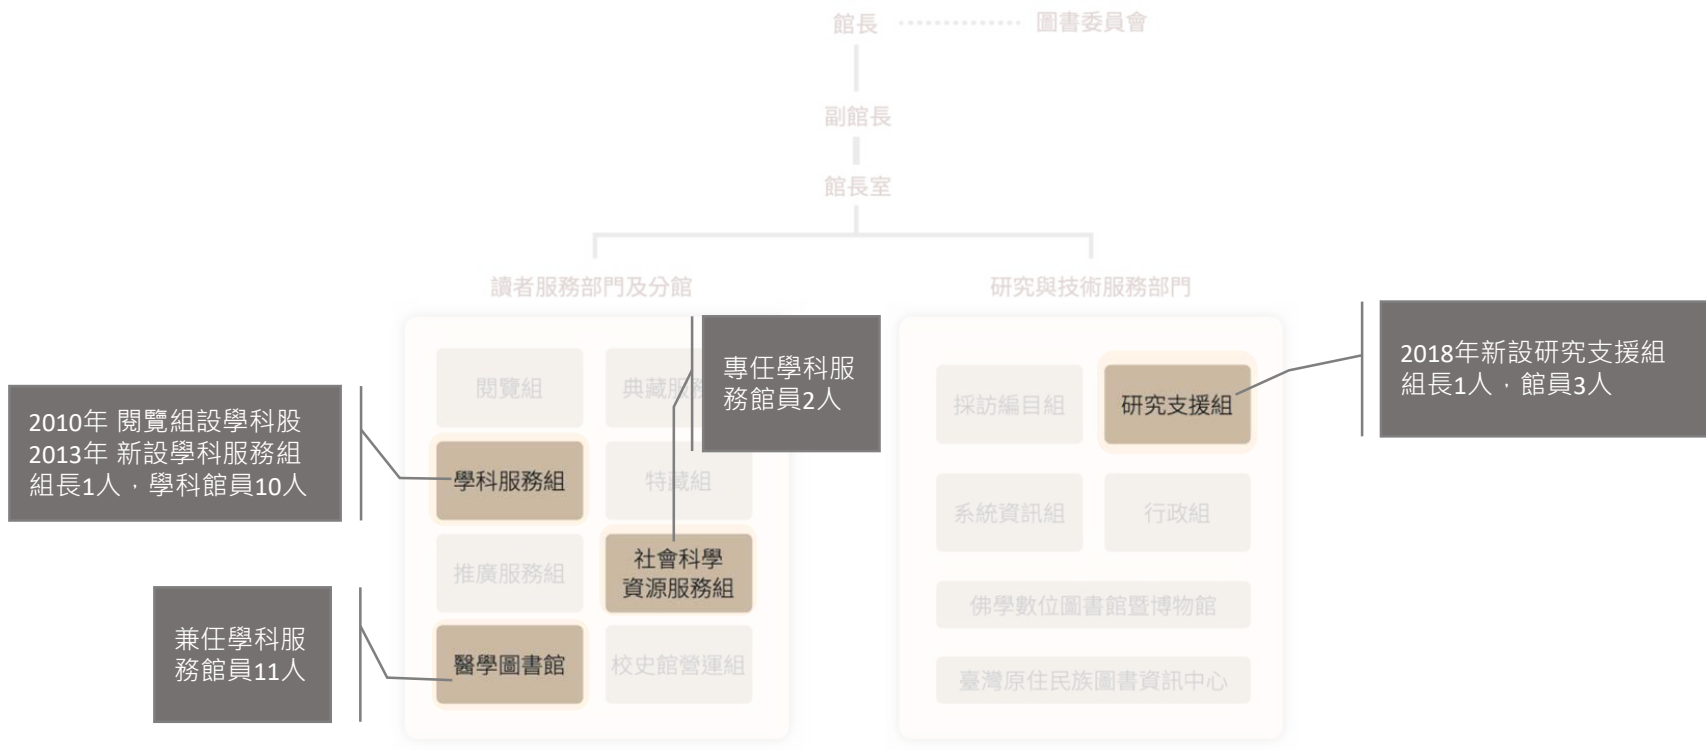 館長
圖書委員會
副館長
館長室
讀者服務部門及分館
研究與技術服務部門
閱覽組
典藏服務
專任學科服
務館員2人
2010年 閱覽組設學科股
2013年 新設學科服務組
組長1人，學科館員10人
學科服務組
特藏組
推廣服務組
社會科學
資源服務組
兼任學科服
務館員11人
醫學圖書館
校史館營運組
採訪編目組
研究支援組
2018年新設研究支援組
組長1人，館員3人
系統資訊組
行政組
佛學數位圖書館暨博物館
臺灣原住民族圖書資訊中心